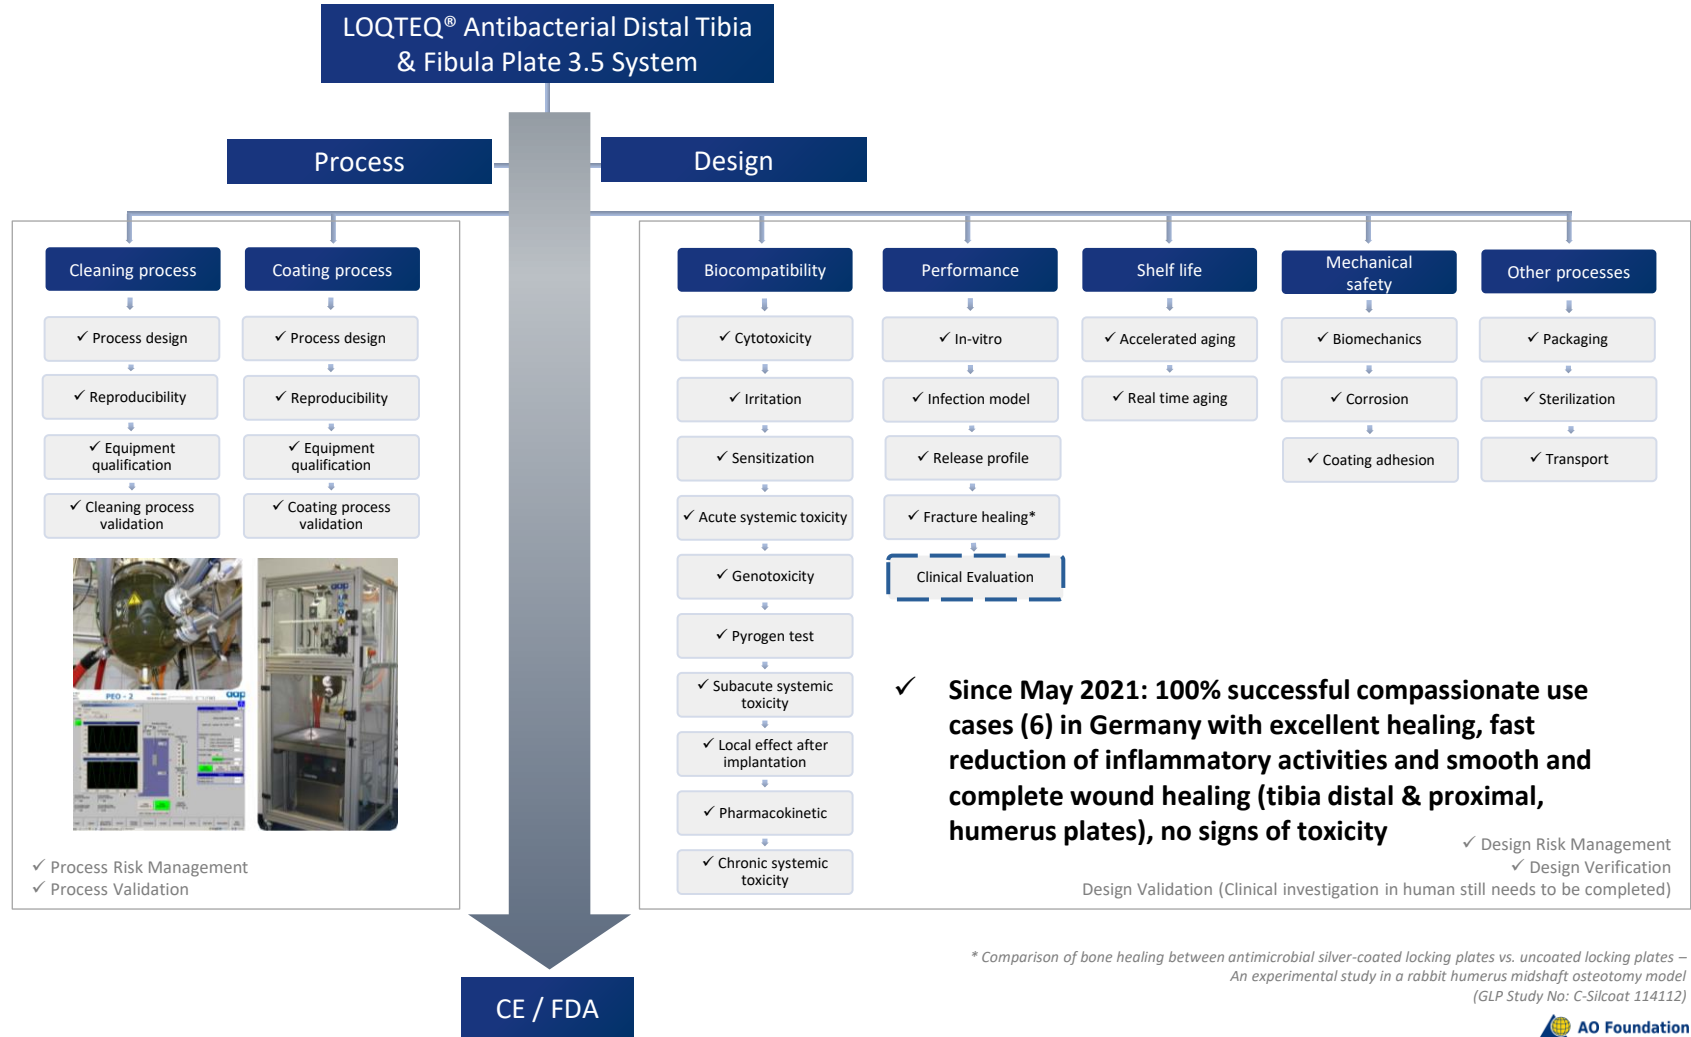 LOQTEQ® Antibacterial Distal Tibia
& Fibula Plate 3.5 System
Process
Design
Cleaning process
✓ Process design
✓ Reproducibility
✓ Equipment
qualification
✓ Cleaning process
validation
Coating process
✓ Process design
✓ Reproducibility
✓ Equipment
qualification
✓ Coating process
validation
PEO - 2
aap
✓ Process Risk Management
✓ Process Validation
Biocompatibility
✓ Cytotoxicity
✓ Irritation
✓ Sensitization
✓ Acute systemic toxicity
✓ Genotoxicity
✓ Pyrogen test
✓ Subacute systemic
toxicity
✓ Local effect after
implantation
✓ Pharmacokinetic
✓ Chronic systemic
toxicity
Performance
✓ In-vitro
✓ Infection model
✓ Release profile
✓ Fracture healing*
Clinical Evaluation
Shelf life
✓ Accelerated aging
✓ Real time aging
Mechanical
safety
✓ Biomechanics
✓ Corrosion
✓ Coating adhesion
Other processes
✓ Packaging
✓ Sterilization
✓ Transport
✓ Since May 2021: 100% successful compassionate use
cases (6) in Germany with excellent healing, fast
reduction of inflammatory activities and smooth and
complete wound healing (tibia distal & proximal,
humerus plates), no signs of toxicity
✓ Design Risk Management
✓ Design Verification
Design Validation (Clinical investigation in human still needs to be completed)
CE / FDA
* Comparison of bone healing between antimicrobial silver-coated locking plates vs. uncoated locking plates –
An experimental study in a rabbit humerus midshaft osteotomy model
(GLP Study No: C-Silcoat 114112)
AO Foundation